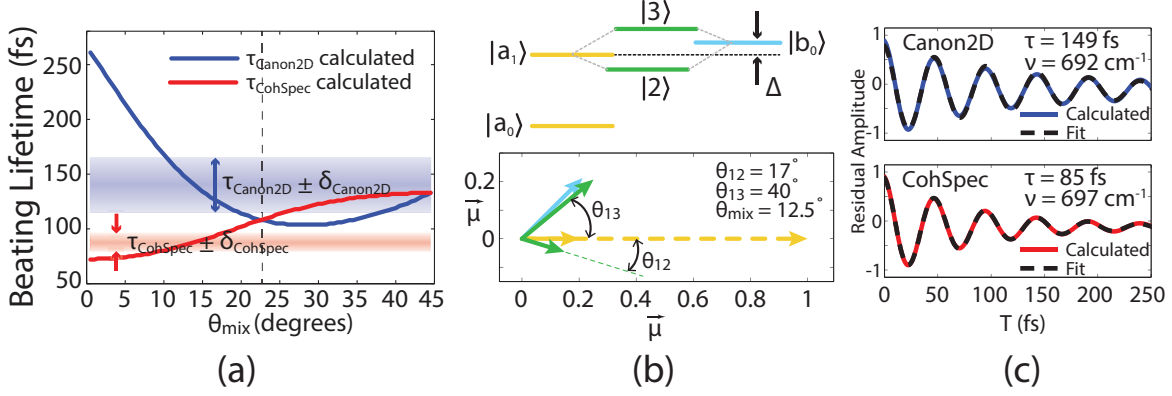 Beating Lifetime (fs)
250
200
150
100
50
τCanon2D calculated
τCohSpec calculated
τCanon2D ± δCanon2D
τCohSpec ± δCohSpec
0 5 10 15 20 25 30 35 40 45
θmix (degrees)
(a)
|3⟩
|a1⟩
|b0⟩
|2⟩
Δ
|a0⟩
0.2
μ
0
θ12 = 17°
θ13 = 40°
θmix = 12.5°
θ13
θ12
0 0.2 0.4 0.6 0.8 1
μ
(b)
Residual Amplitude
1
0
-1
Canon2D
τ = 149 fs
ν = 692 cm-1
Calculated
Fit
1
0
-1
CohSpec
τ = 85 fs
ν = 697 cm-1
Calculated
Fit
0 50 100 150 200 250
T (fs)
(c)